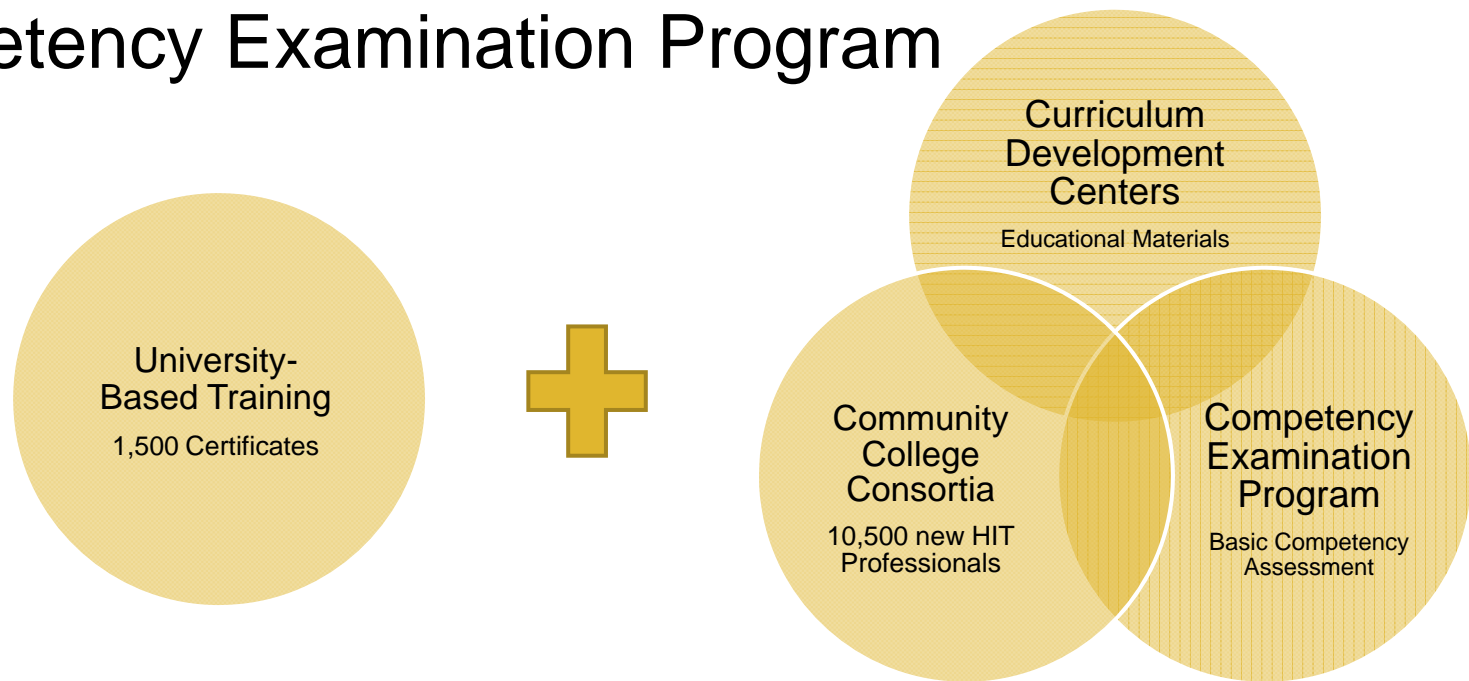 etency Examination Program
Curriculum
Development
Centers
Educational Materials
University-
Based Training
1,500 Certificates
Community
College
Consortia
10,500 new HIT
Professionals
Competency
Examination
Program
Basic Competency
Assessment